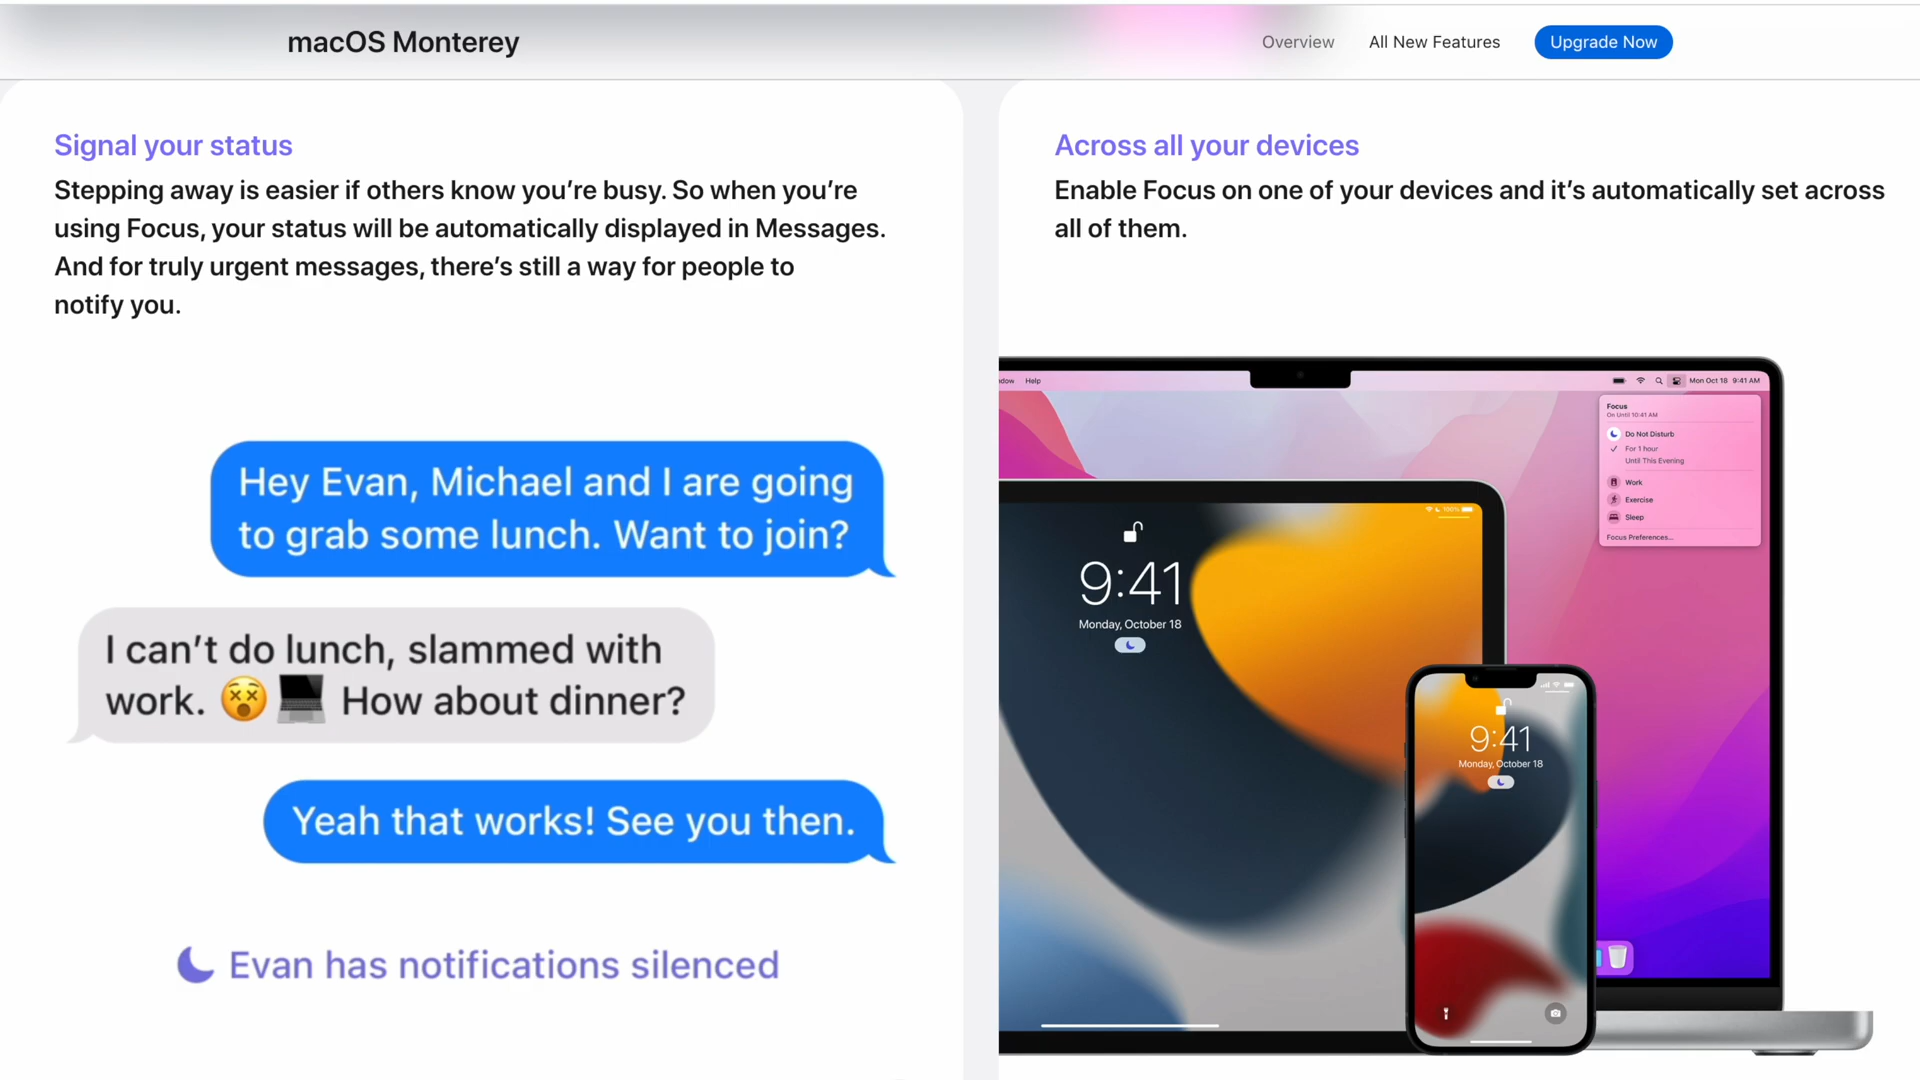 macOS Monterey
Overview
All New Features
Upgrade Now
Signal your status
Stepping away is easier if others know you’re busy. So when you’re
using Focus, your status will be automatically displayed in Messages.
And for truly urgent messages, there’s still a way for people to
notify you.
Hey Evan, Michael and I are going
to grab some lunch. Want to join?
I can’t do lunch, slammed with
work. 😵 💻 How about dinner?
Yeah that works! See you then.
Evan has notifications silenced
Across all your devices
Enable Focus on one of your devices and it’s automatically set across
all of them.
Help
Mon Oct 18 9:41 AM
Focus
On Until 10:41 AM
Do Not Disturb
For 1 hour
Until This Evening
Work
Exercise
Sleep
Focus Preferences...
100%
9:41
Monday, October 18
9:41
Monday, October 18